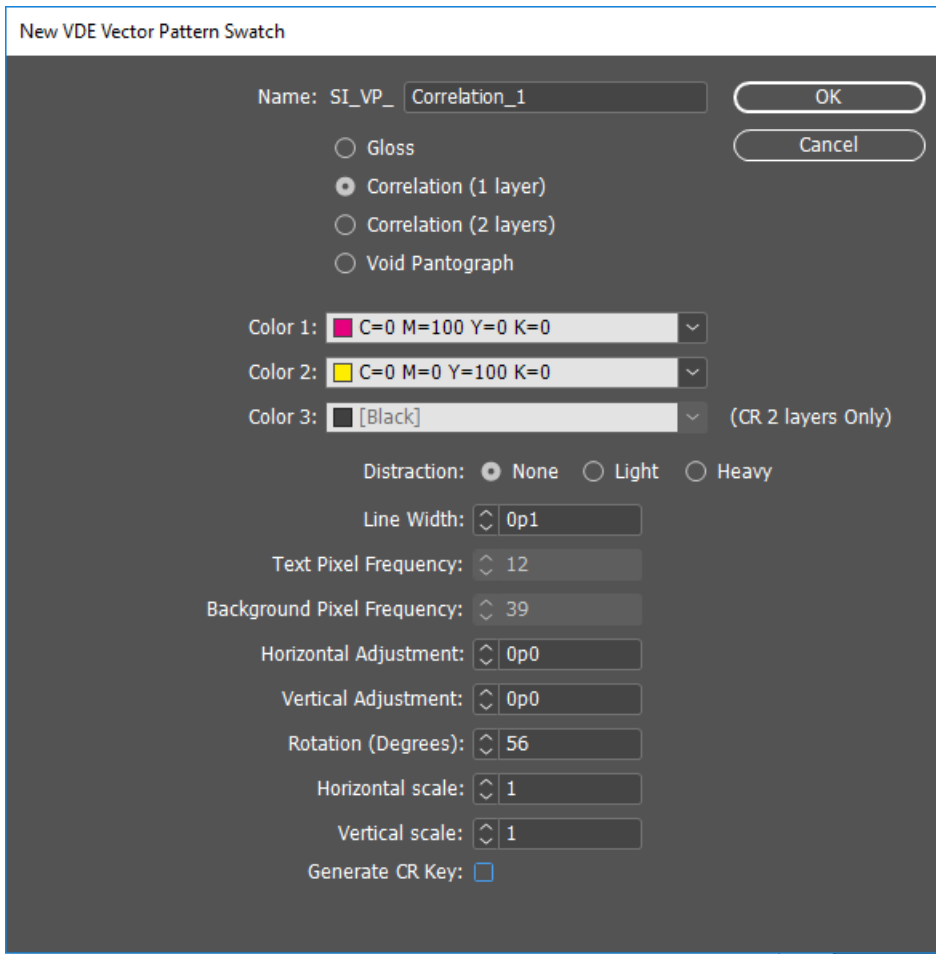 New VDE Vector Pattern Swatch
Name: SI_VP_ Correlation_1 OK
Gloss Cancel
Correlation (1 layer)
Correlation (2 layers)
Void Pantograph
Color 1: C=0 M=100 Y=0 K=0
Color 2: C=0 M=0 Y=100 K=0
Color 3: [Black] (CR 2 layers Only)
Distraction: None Light Heavy
Line Width: 0p1
Text Pixel Frequency: 12
Background Pixel Frequency: 39
Horizontal Adjustment: 0p0
Vertical Adjustment: 0p0
Rotation (Degrees): 56
Horizontal scale: 1
Vertical scale: 1
Generate CR Key: